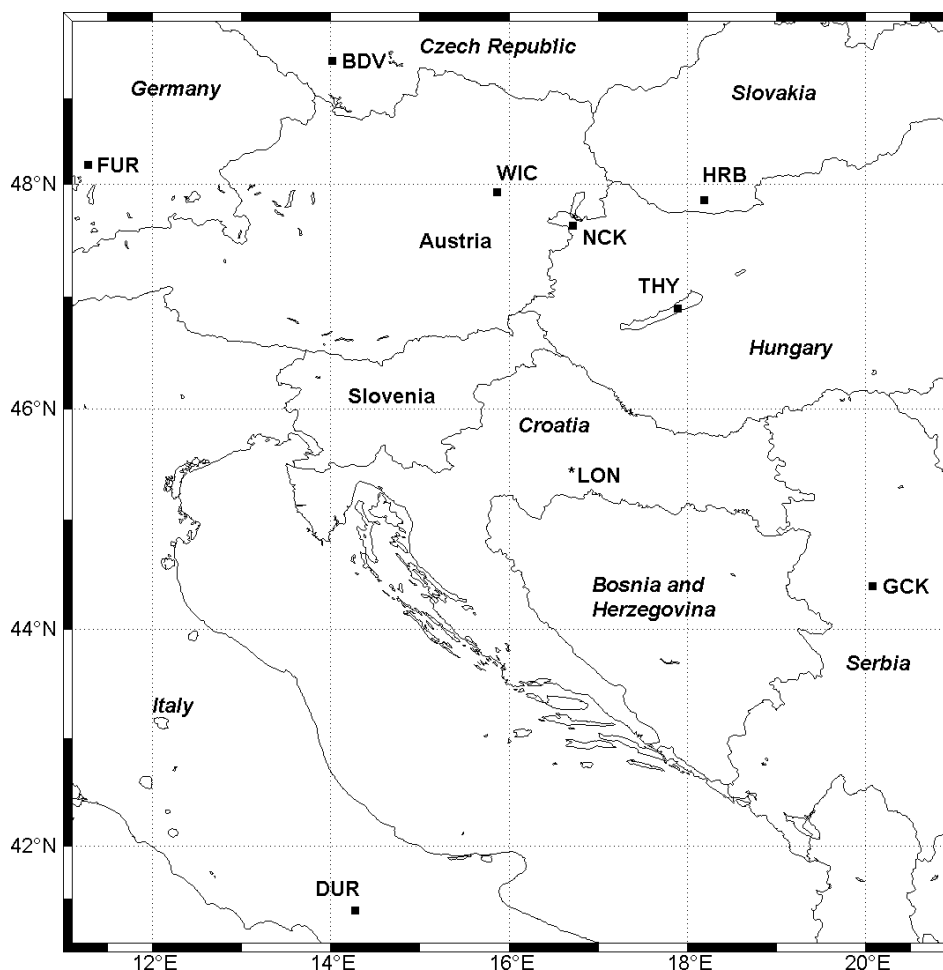 Czech Republic
BDV
Germany
Slovakia
FUR
WIC
HRB
48°N
Austria
NCK
THY
Hungary
Slovenia
46°N
Croatia
*LON
Bosnia and
Herzegovina
GCK
44°N
Serbia
Italy
42°N
DUR
12°E 14°E 16°E 18°E 20°E